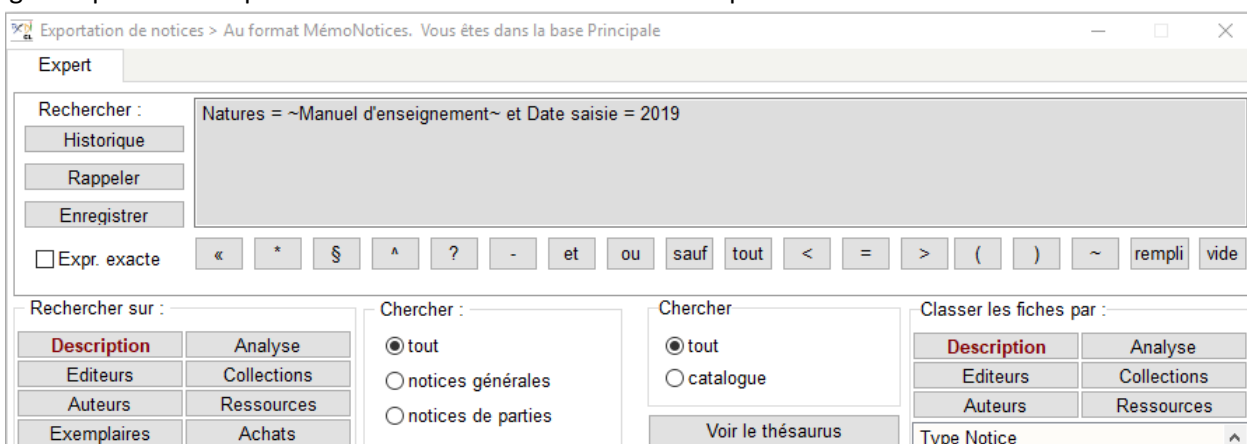 Exportation de notices > Au format MémoNotices. Vous êtes dans la base Principale
Expert
Rechercher :
Natures = ~Manuel d'enseignement~ et Date saisie = 2019
Historique
Rappeler
Enregistrer
Expr. exacte
« * § ^ ? - et ou sauf tout < = > ( ) ~ rempli vide
Rechercher sur :
Description Analyse
Editeurs Collections
Auteurs Ressources
Exemplaires Achats
Chercher :
tout
notices générales
notices de parties
Chercher
tout
catalogue
Voir le thésaurus
Classer les fiches par :
Description Analyse
Editeurs Collections
Auteurs Ressources
Type Notice